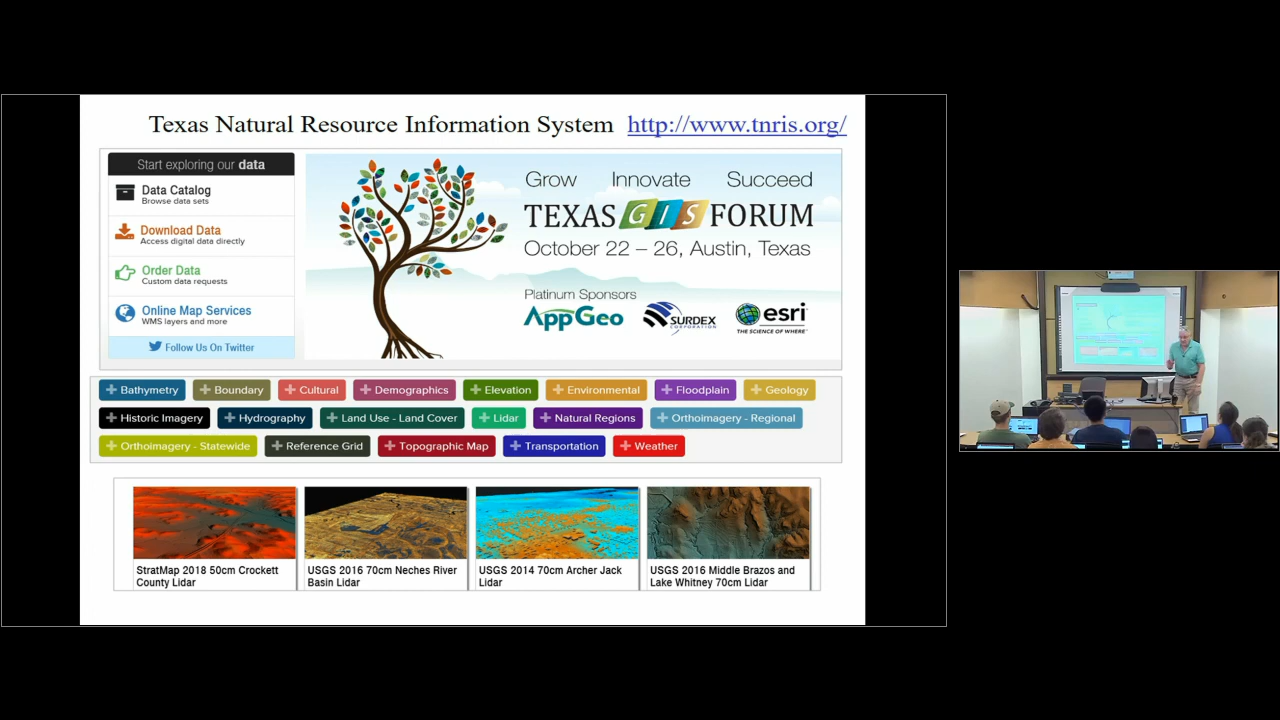 Texas Natural Resource Information System http://www.tnris.org/
Start exploring our data
Data Catalog
Browse data sets
Download Data
Access digital data directly
Order Data
Custom data requests
Online Map Services
WMS layers and more
Follow Us On Twitter
Grow Innovate Succeed
TEXAS GIS FORUM
October 22 – 26, Austin, Texas
Platinum Sponsors
AppGeo
SURDEX
CORPORATION
esri
THE SCIENCE OF WHERE
+ Bathymetry + Boundary + Cultural + Demographics + Elevation + Environmental + Floodplain + Geology
+ Historic Imagery + Hydrography + Land Use - Land Cover + Lidar + Natural Regions + Orthoimagery - Regional
+ Orthoimagery - Statewide + Reference Grid + Topographic Map + Transportation + Weather
StratMap 2018 50cm Crockett
County Lidar
USGS 2016 70cm Neches River
Basin Lidar
USGS 2014 70cm Archer Jack
Lidar
USGS 2016 Middle Brazos and
Lake Whitney 70cm Lidar